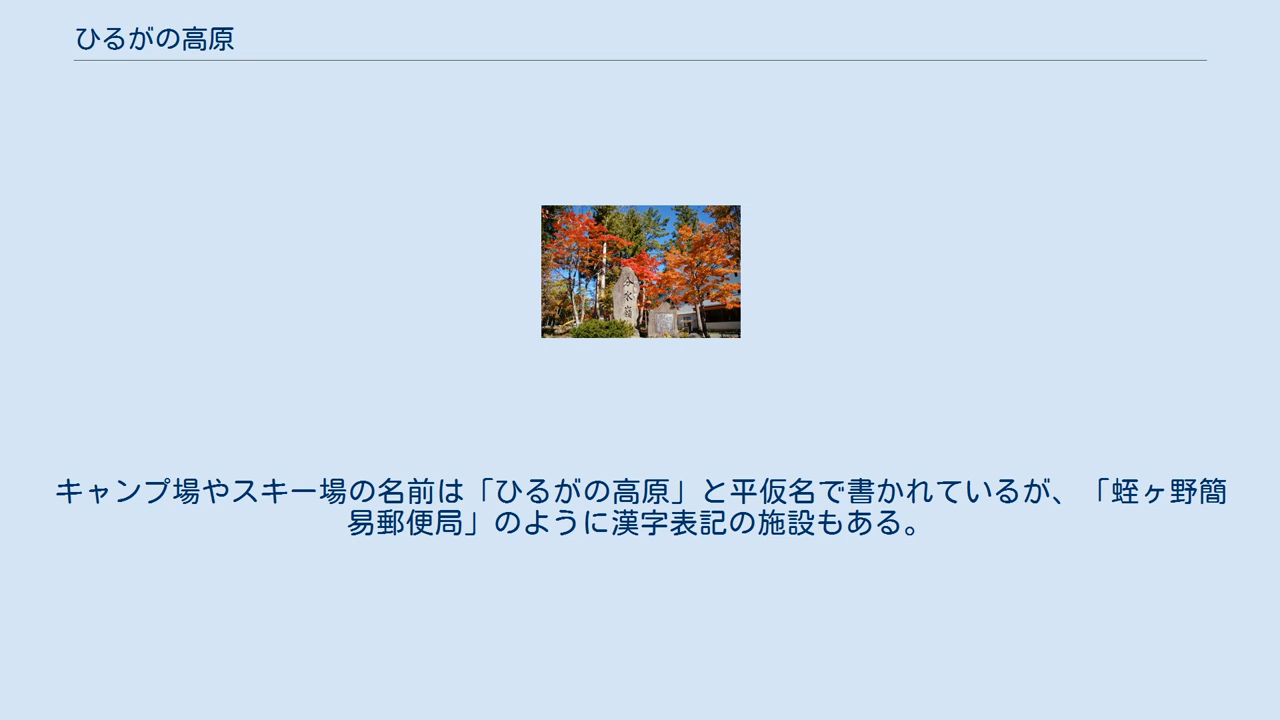 ひるがの高原
分水嶺
キャンプ場やスキー場の名前は「ひるがの高原」と平仮名で書かれているが、「蛭ヶ野簡
易郵便局」のように漢字表記の施設もある。